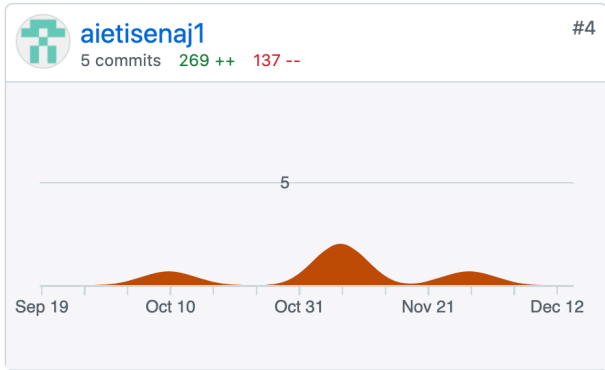 aietisenaj1
#4
5 commits 269 ++ 137 --
5
Sep 19 Oct 10 Oct 31 Nov 21 Dec 12